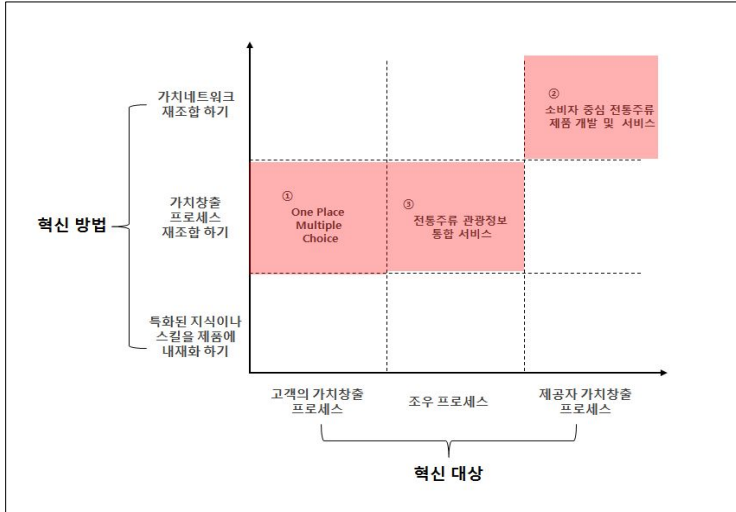 가치네트워크
재조합 하기
②
소비자 중심 전통주류
제품 개발 및 서비스
혁신 방법
가치창출
프로세스
재조합 하기
①
One Place
Multiple
Choice
③
전통주류 관광정보
통합 서비스
특화된 지식이나
스킬을 제품에
내재화 하기
고객의 가치창출
프로세스
조우 프로세스
제공자 가치창출
프로세스
혁신 대상